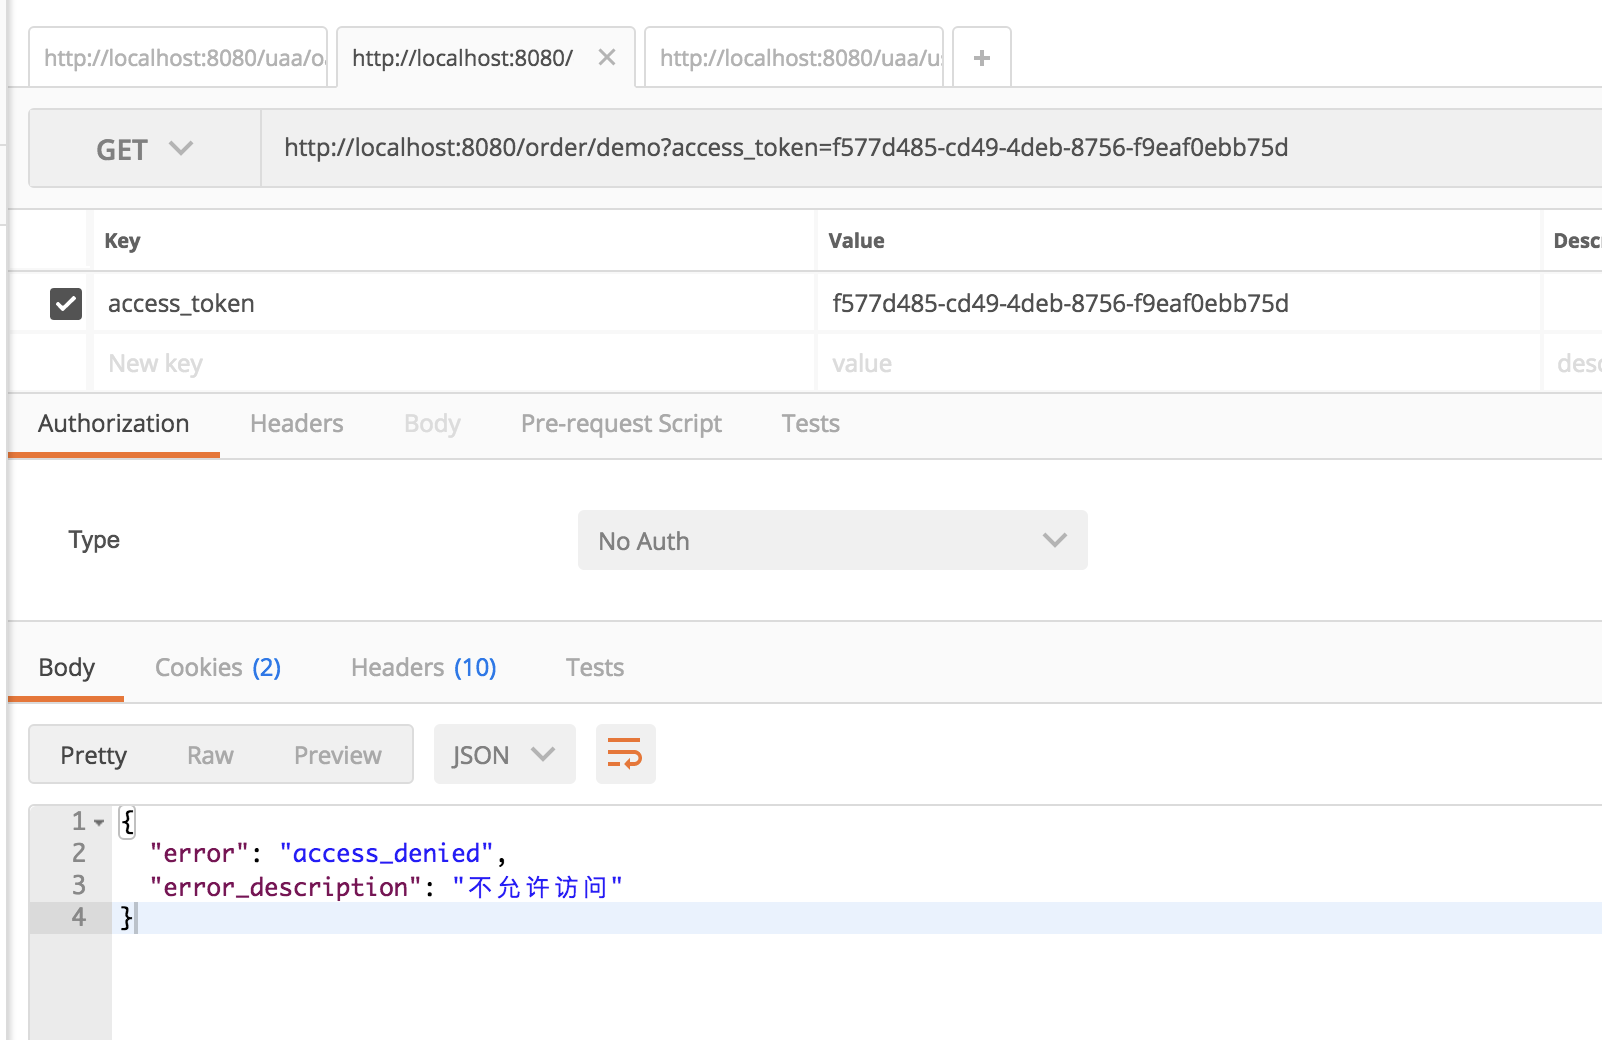 http://localhost:8080/uaa/o http://localhost:8080/ http://localhost:8080/uaa/u
GET http://localhost:8080/order/demo?access_token=f577d485-cd49-4deb-8756-f9eaf0ebb75d
Key Value Desc
access_token f577d485-cd49-4deb-8756-f9eaf0ebb75d
New key value desc
Authorization Headers Body Pre-request Script Tests
Type No Auth
Body Cookies (2) Headers (10) Tests
Pretty Raw Preview JSON
1 {
2 "error": "access_denied",
3 "error_description": "不允许访问"
4 }